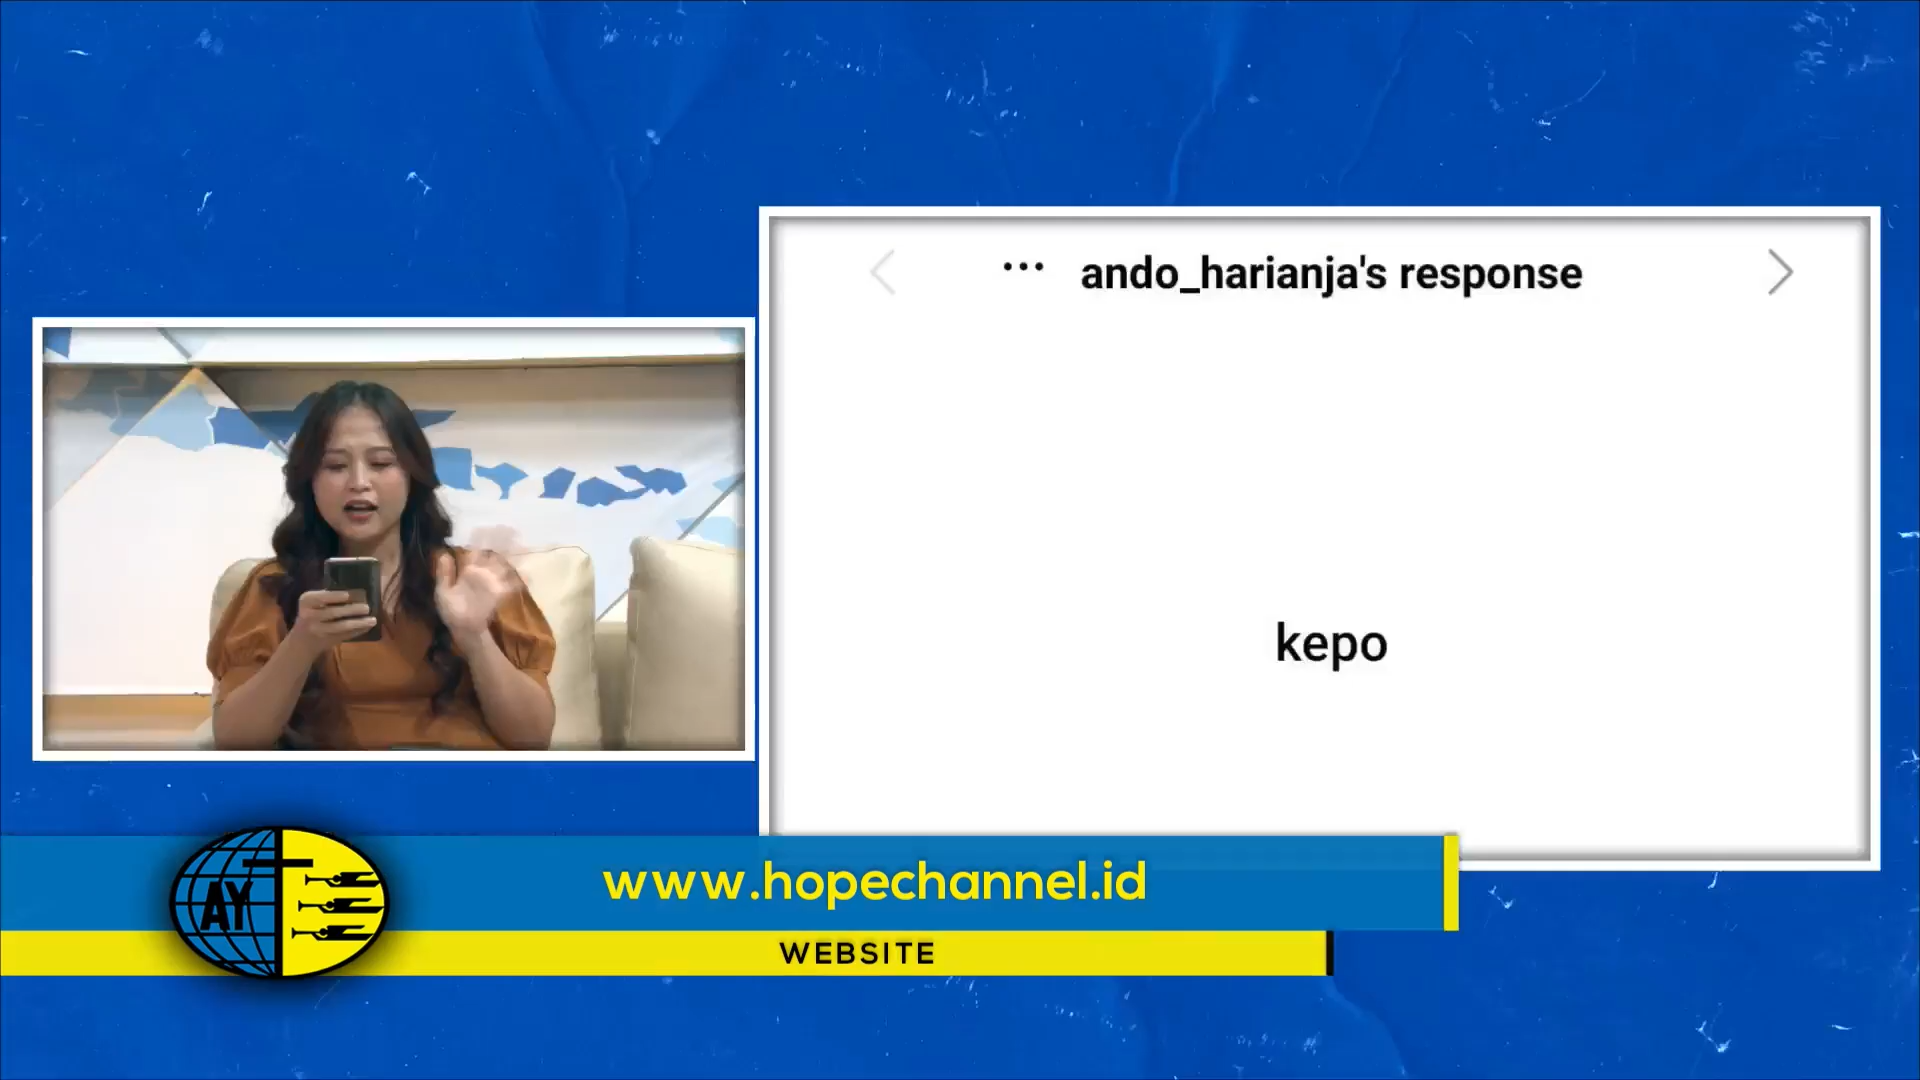 ... ando_harianja's response
kepo
www.hopechannel.id
AY
WEBSITE